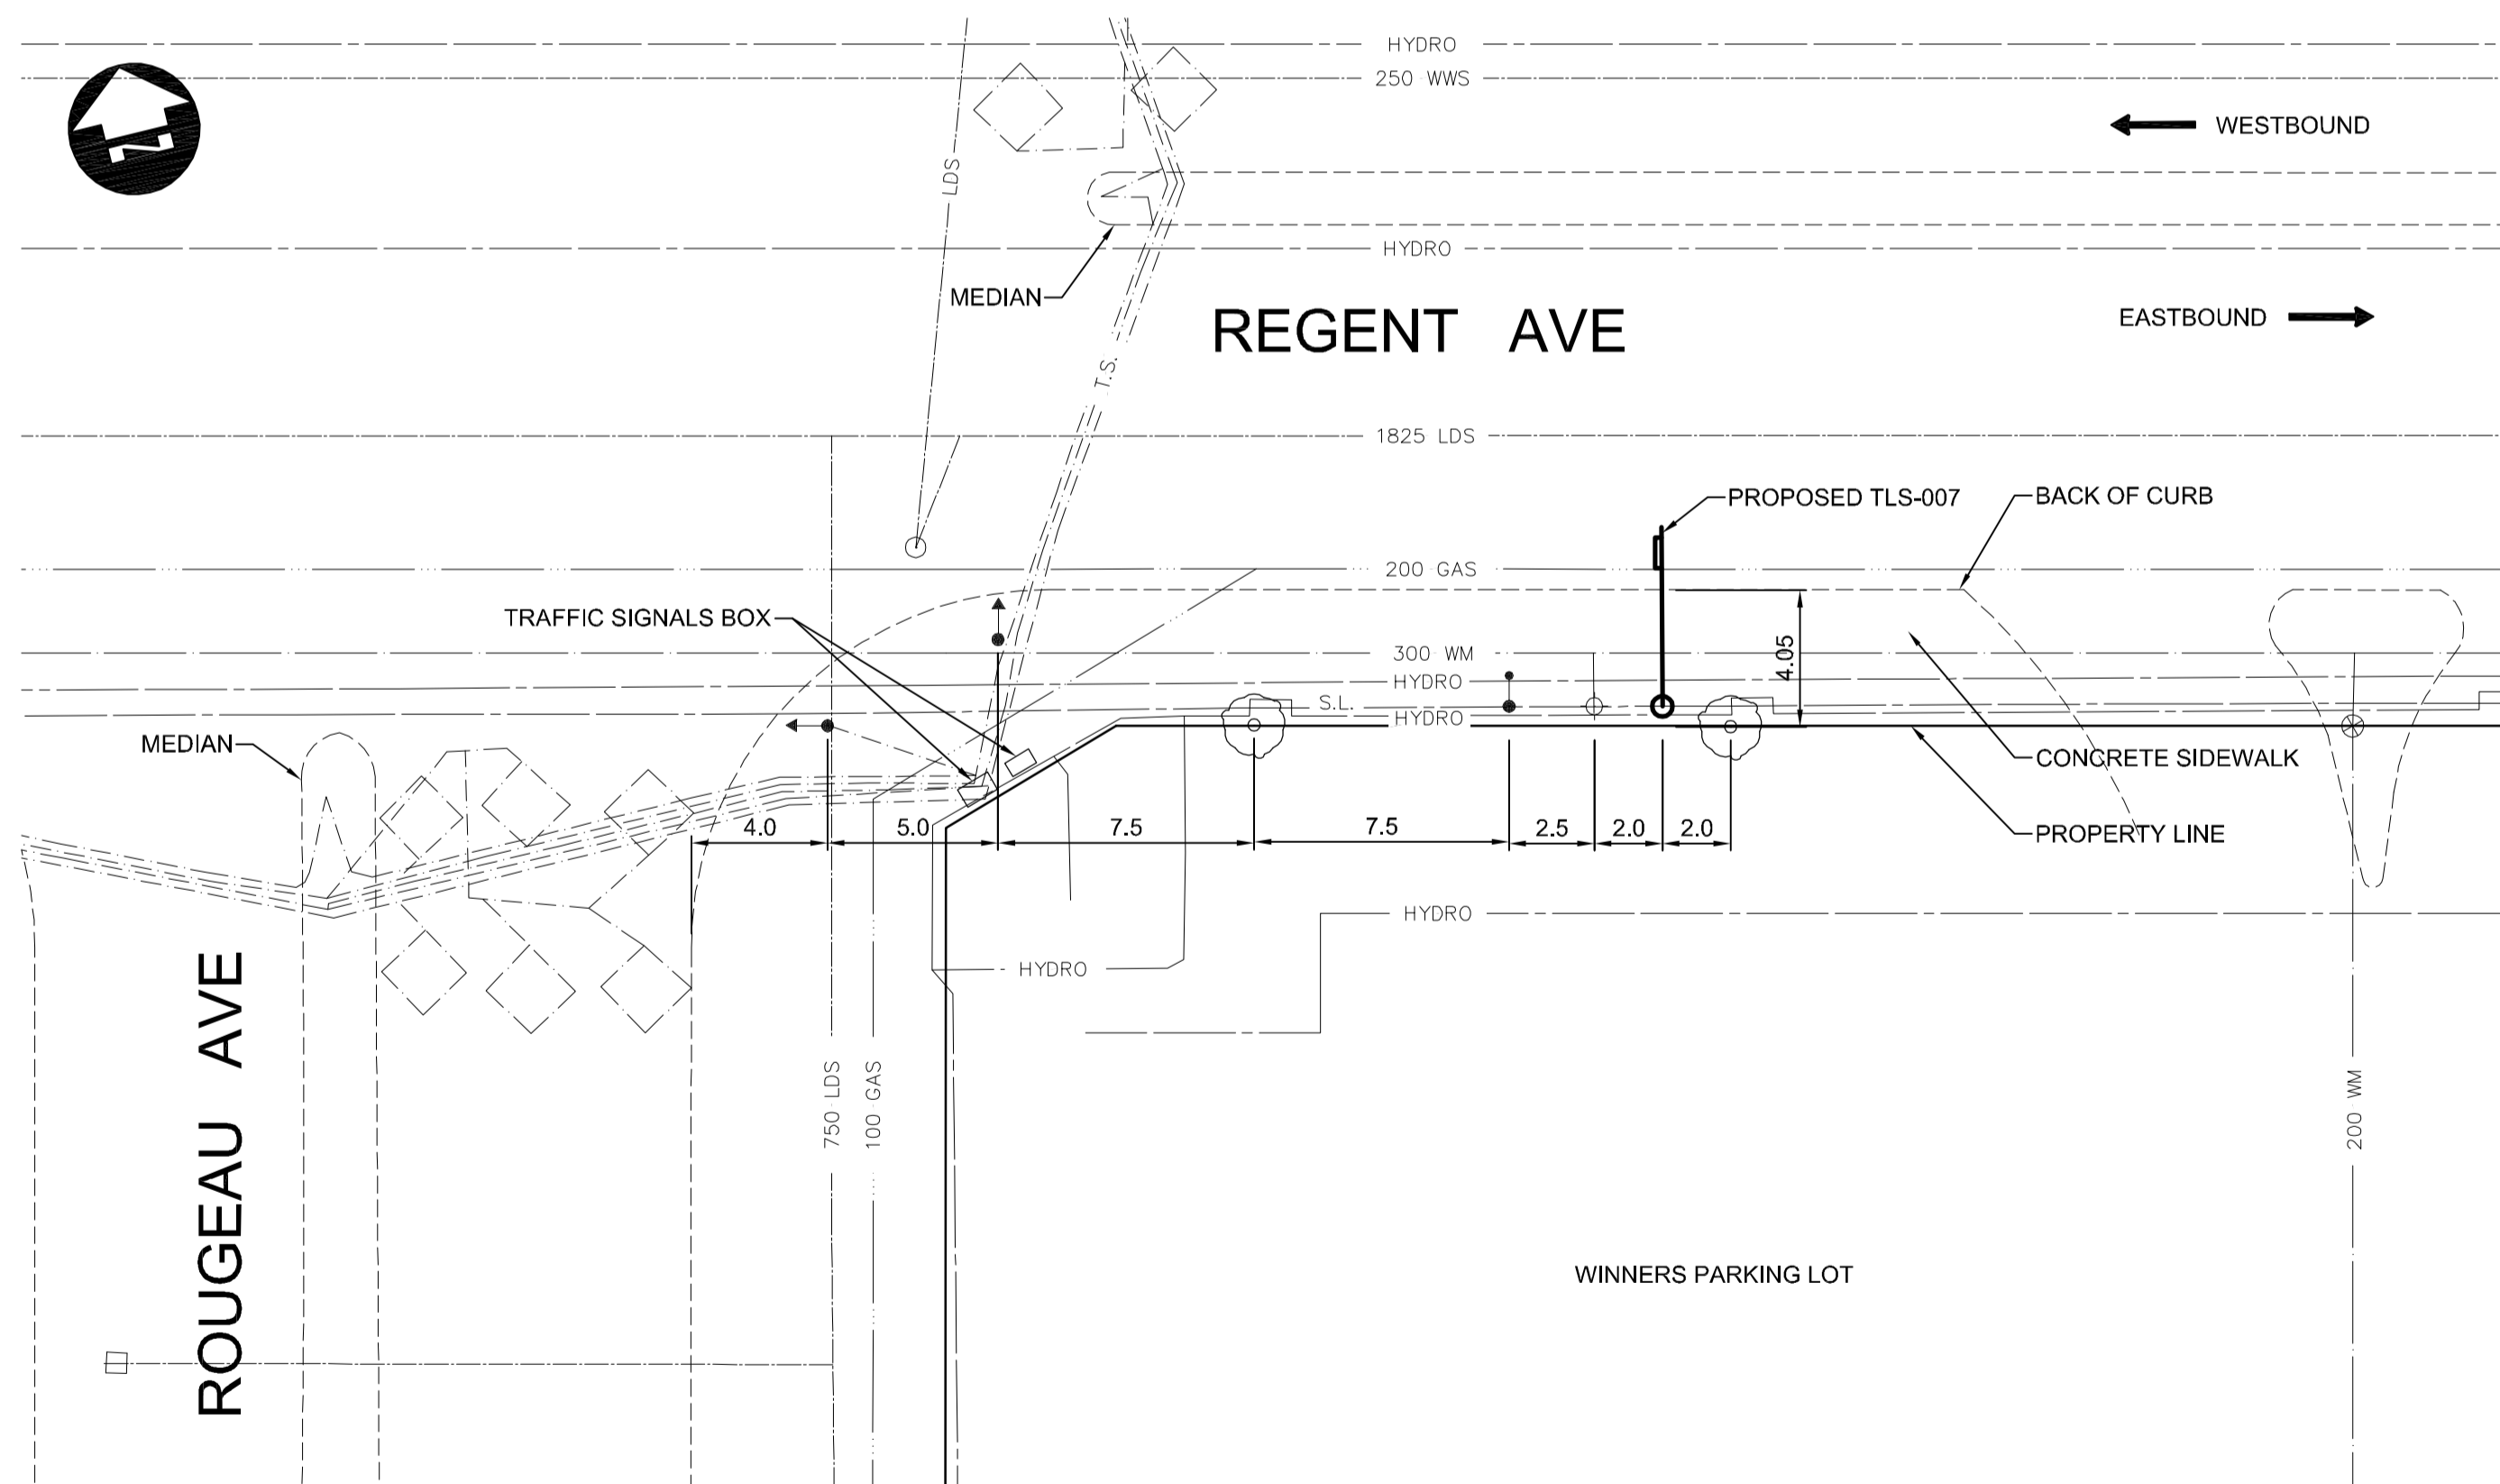 HYDRO
250 WWS
N
WESTBOUND
LDS
HYDRO
MEDIAN
REGENT AVE
EASTBOUND
T.S.
1825 LDS
PROPOSED TLS-007
BACK OF CURB
200 GAS
TRAFFIC SIGNALS BOX
300 WM
4.05
HYDRO
S.L.
HYDRO
MEDIAN
CONCRETE SIDEWALK
4.0
5.0
7.5
7.5
2.5
2.0
2.0
PROPERTY LINE
HYDRO
HYDRO
ROUGEAU AVE
750 LDS
100 GAS
200 WM
WINNERS PARKING LOT